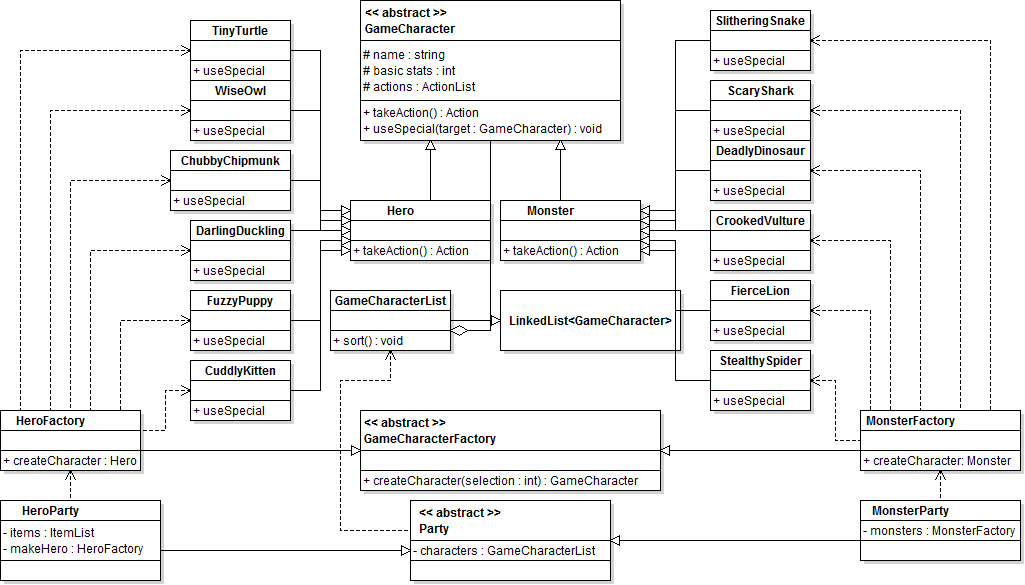 << abstract >>
GameCharacter
# name : string
# basic stats : int
# actions : ActionList
+ takeAction() : Action
+ useSpecial(target : GameCharacter) : void
TinyTurtle
+ useSpecial
WiseOwl
+ useSpecial
ChubbyChipmunk
+ useSpecial
DarlingDuckling
+ useSpecial
FuzzyPuppy
+ useSpecial
CuddlyKitten
+ useSpecial
SlitheringSnake
+ useSpecial
ScaryShark
+ useSpecial
DeadlyDinosaur
+ useSpecial
CrookedVulture
+ useSpecial
FierceLion
+ useSpecial
StealthySpider
+ useSpecial
Hero
+ takeAction() : Action
Monster
+ takeAction() : Action
GameCharacterList
+ sort() : void
LinkedList<GameCharacter>
HeroFactory
+ createCharacter : Hero
<< abstract >>
GameCharacterFactory
+ createCharacter(selection : int) : GameCharacter
MonsterFactory
+ createCharacter: Monster
HeroParty
- items : ItemList
- makeHero : HeroFactory
<< abstract >>
Party
- characters : GameCharacterList
MonsterParty
- monsters : MonsterFactory